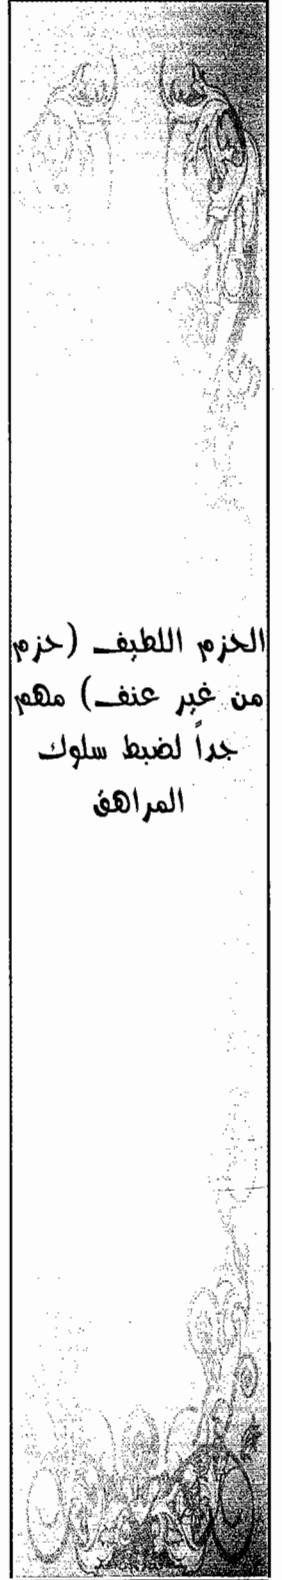 الحزم اللطيف (حزم
من غير عنف) مهم
جداً لضبط سلوك
المراهق